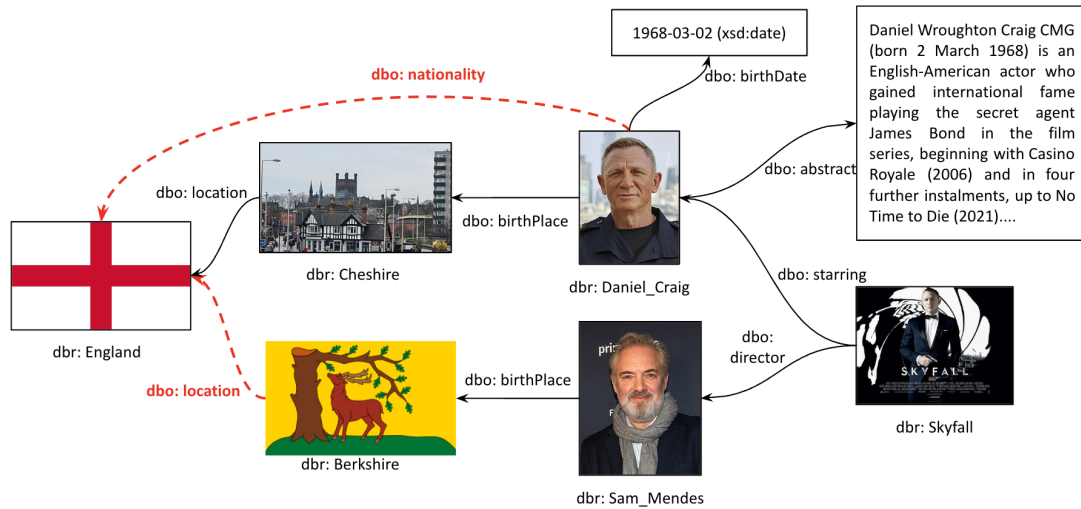 1968-03-02 (xsd:date)
Daniel Wroughton Craig CMG
(born 2 March 1968) is an
English-American actor who
gained international fame
playing the secret agent
James Bond in the film
series, beginning with Casino
Royale (2006) and in four
further instalments, up to No
Time to Die (2021)....
dbo: nationality
dbo: birthDate
dbo: abstract
dbo: location
dbo: birthPlace
dbr: Cheshire
dbr: Daniel_Craig
dbo: starring
dbr: England
dbo: location
dbo: birthPlace
dbo:
director
prim
SKYFALL
007
dbr: Skyfall
dbr: Berkshire
dbr: Sam_Mendes